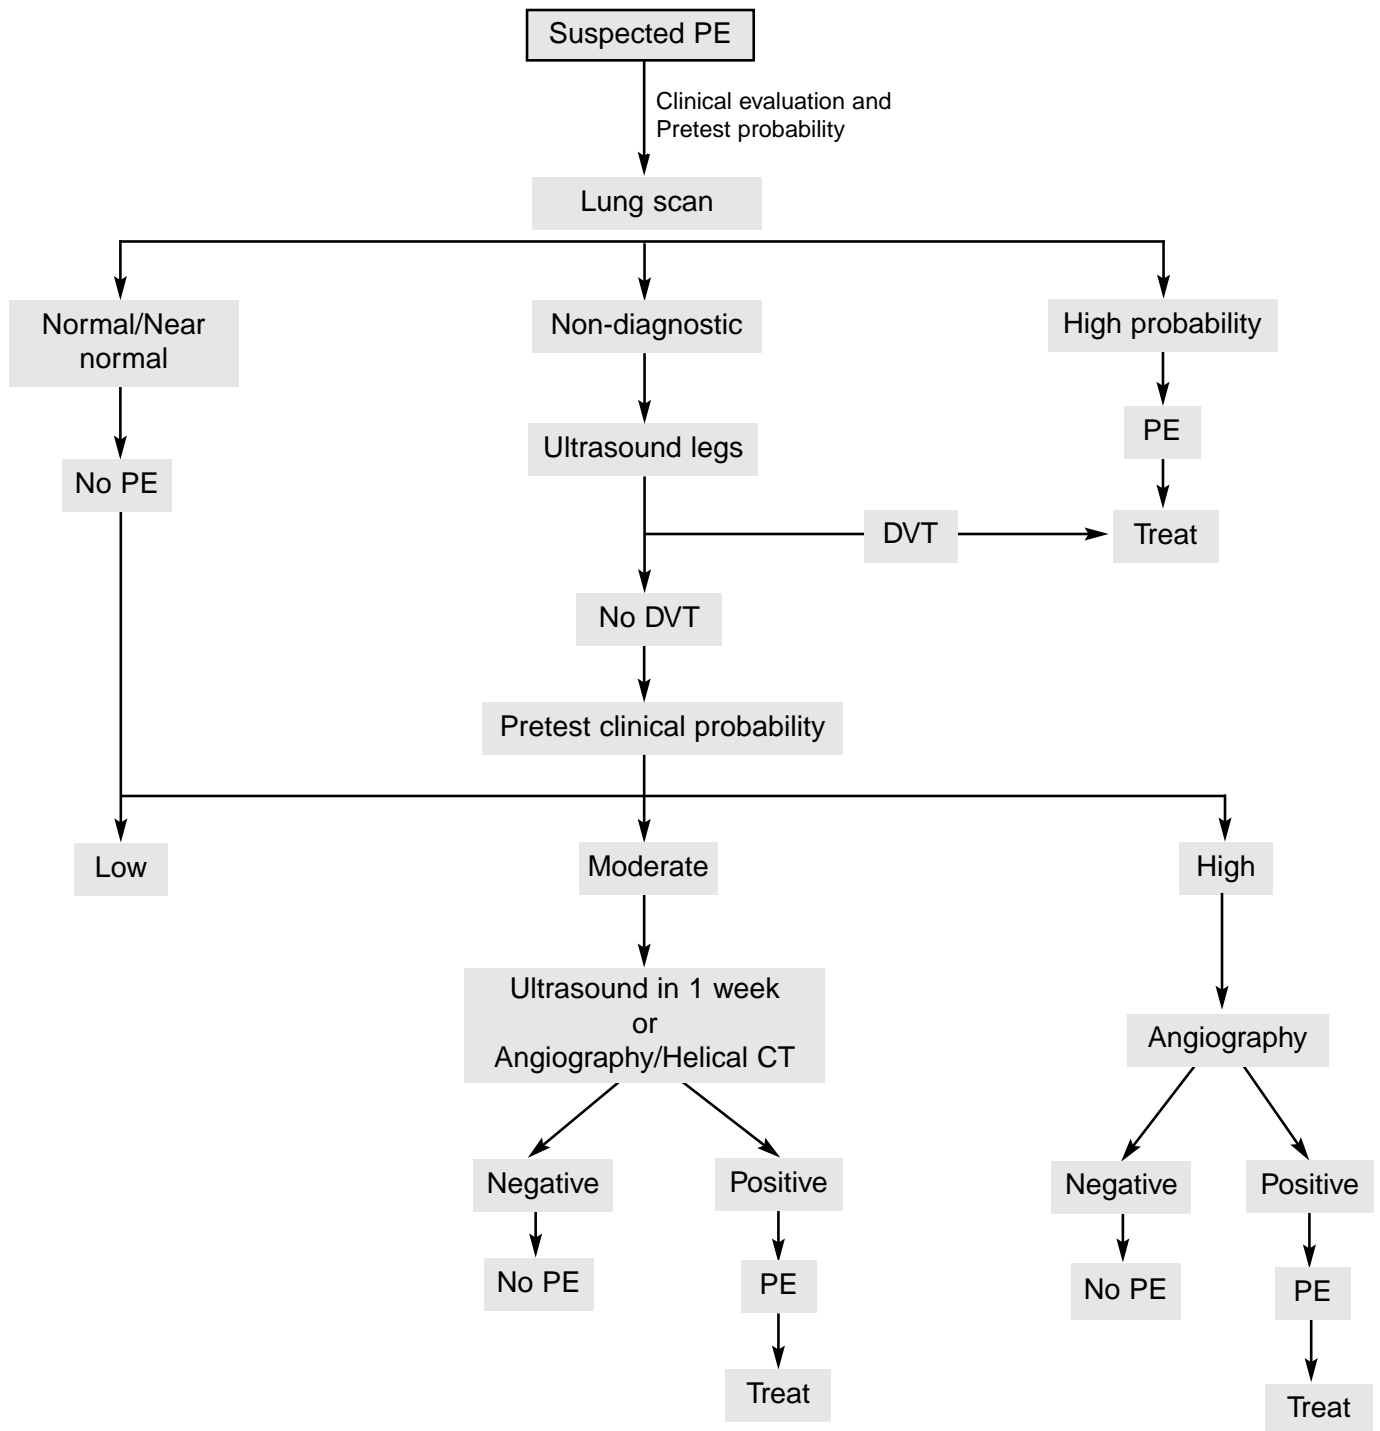 Suspected PE
Clinical evaluation and
Pretest probability
Lung scan
Normal/Near
normal
Non-diagnostic
High probability
PE
Ultrasound legs
No PE
DVT
Treat
No DVT
Pretest clinical probability
Low
Moderate
High
Ultrasound in 1 week
or
Angiography/Helical CT
Angiography
Negative
Positive
Negative
Positive
No PE
PE
No PE
PE
Treat
Treat